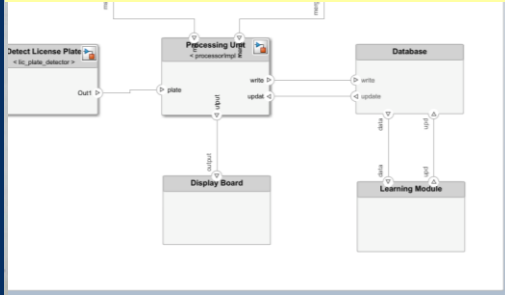 Detect License Plate
< lic_plate_detector >
Out1
Processing Unit
< processorImpl >
plate
write
updat
utput
Database
write
update
data
upd
output
data
upd
Display Board
Learning Module